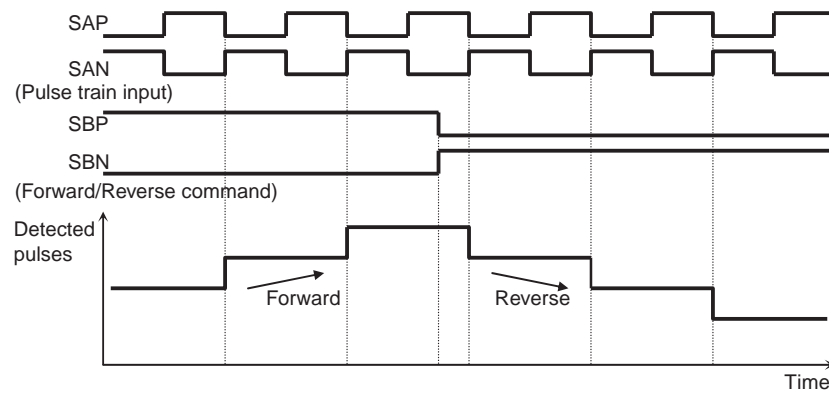 SAP
SAN
(Pulse train input)
SBP
SBN
(Forward/Reverse command)
Detected
pulses
Forward
Reverse
Time